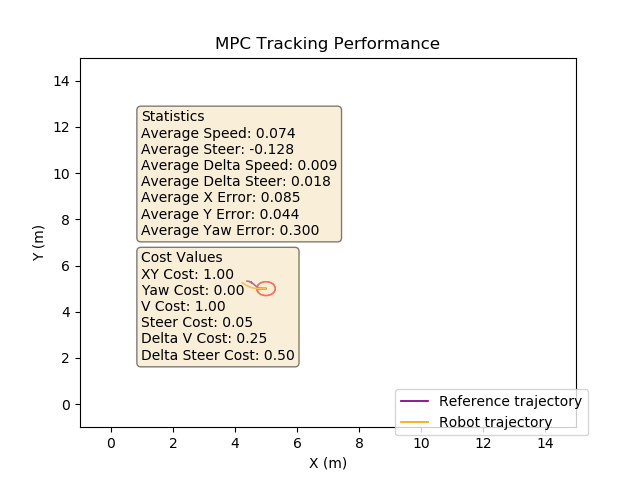 MPC Tracking Performance
14
12
10
8
6
4
2
0
Y (m)
Statistics
Average Speed: 0.074
Average Steer: -0.128
Average Delta Speed: 0.009
Average Delta Steer: 0.018
Average X Error: 0.085
Average Y Error: 0.044
Average Yaw Error: 0.300
Cost Values
XY Cost: 1.00
Yaw Cost: 0.00
V Cost: 1.00
Steer Cost: 0.05
Delta V Cost: 0.25
Delta Steer Cost: 0.50
Reference trajectory
Robot trajectory
0 2 4 6 8 10 12 14
X (m)